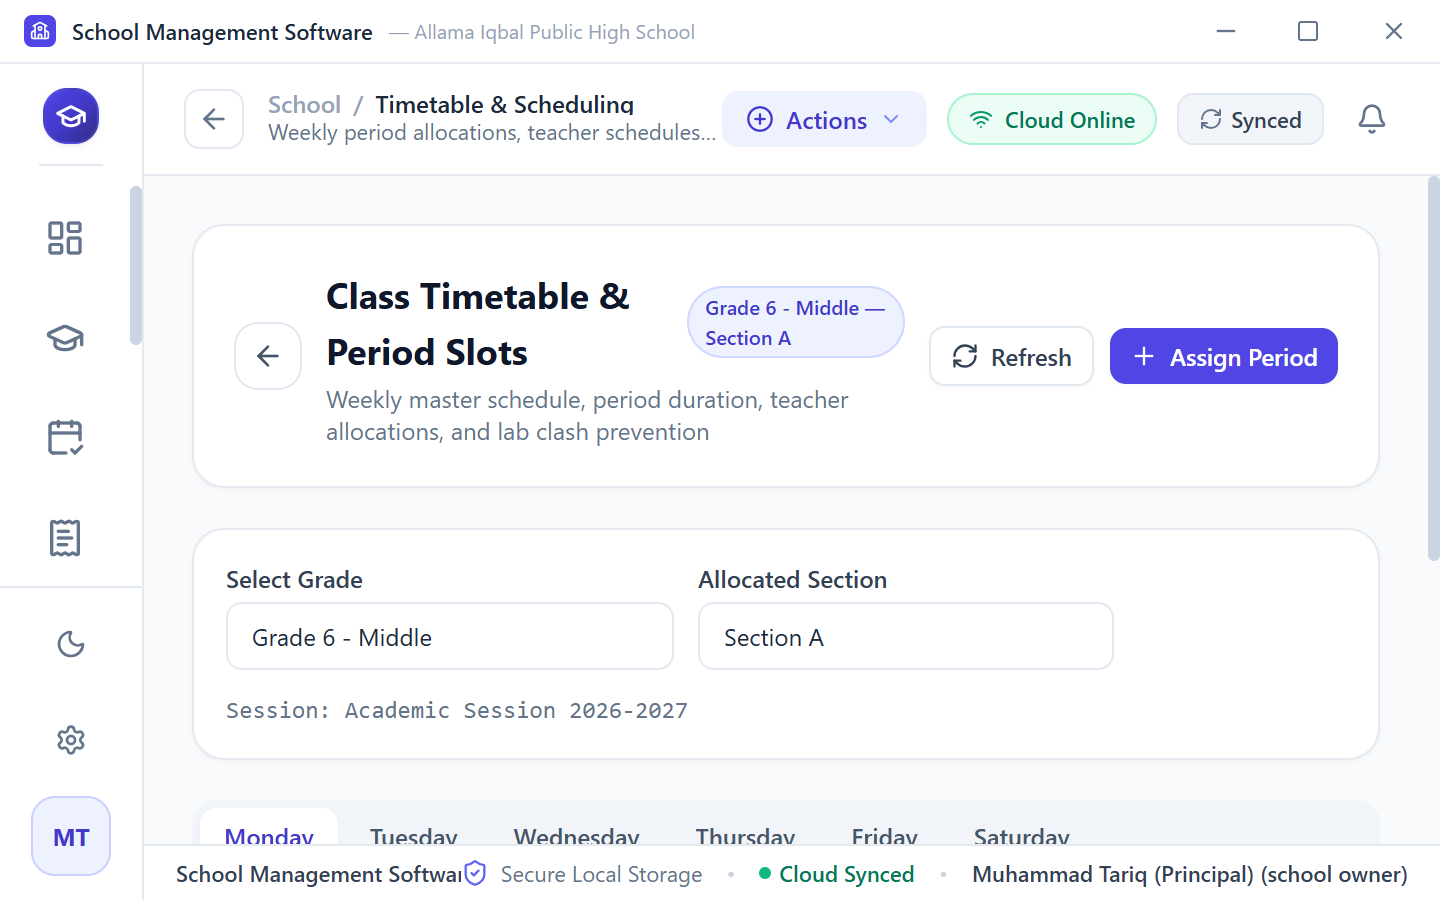 School Management Software — Allama Iqbal Public High School
School / Timetable & Scheduling
Weekly period allocations, teacher schedules...
Actions
Cloud Online
Synced
Class Timetable &
Period Slots
Grade 6 - Middle —
Section A
Weekly master schedule, period duration, teacher
allocations, and lab clash prevention
Refresh
Assign Period
Select Grade
Allocated Section
Grade 6 - Middle
Section A
Session: Academic Session 2026-2027
Monday Tuesday Wednesday Thursday Friday Saturday
MT
School Management Softwar Secure Local Storage • Cloud Synced • Muhammad Tariq (Principal) (school owner)